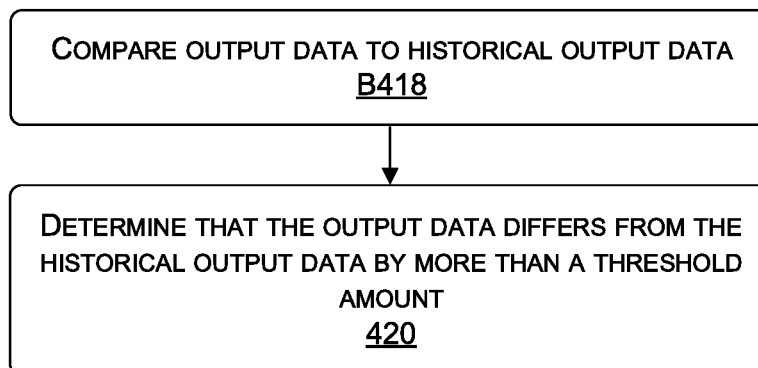 COMPARE OUTPUT DATA TO HISTORICAL OUTPUT DATA
B418
DETERMINE THAT THE OUTPUT DATA DIFFERS FROM THE
HISTORICAL OUTPUT DATA BY MORE THAN A THRESHOLD
AMOUNT
420